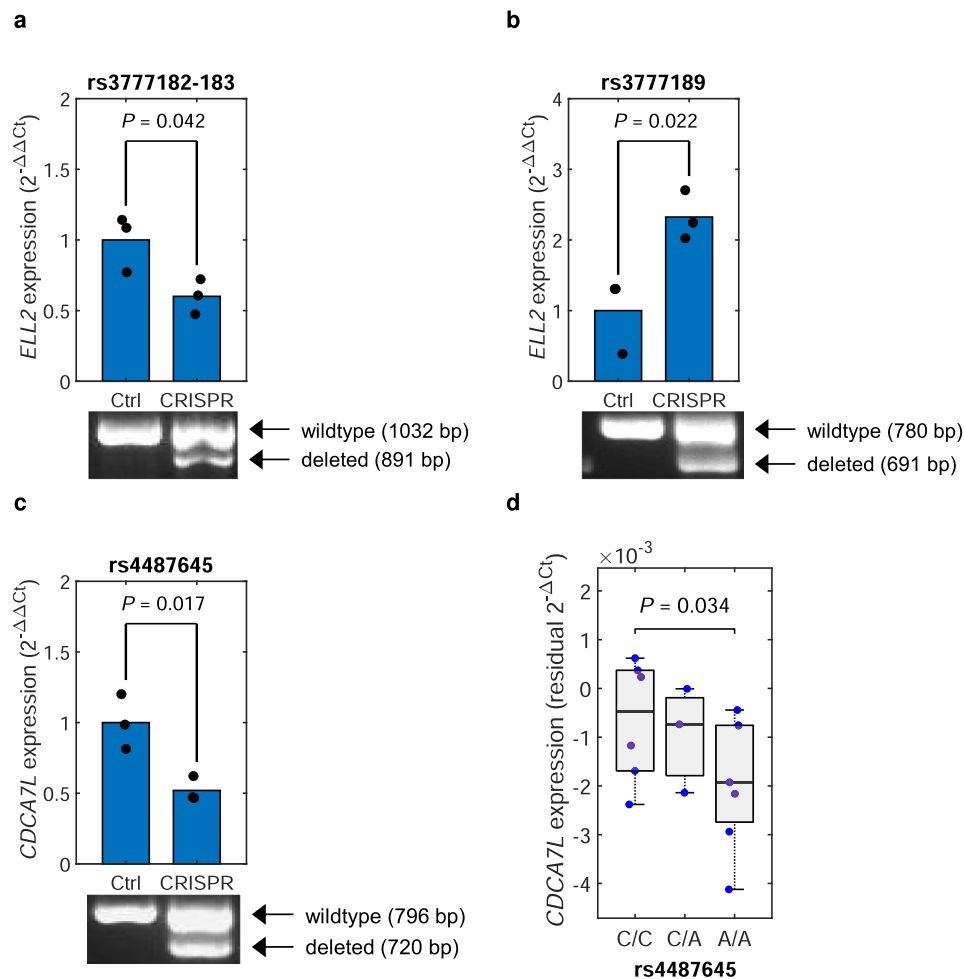 a
rs3777182-183
ELL2 expression (2^-ΔΔCt)
2
1.5
1
0.5
0
P = 0.042
Ctrl CRISPR
wildtype (1032 bp)
deleted (891 bp)
b
rs3777189
ELL2 expression (2^-ΔΔCt)
4
3
2
1
0
P = 0.022
Ctrl CRISPR
wildtype (780 bp)
deleted (691 bp)
c
rs4487645
CDCA7L expression (2^-ΔΔCt)
2
1.5
1
0.5
0
P = 0.017
Ctrl CRISPR
wildtype (796 bp)
deleted (720 bp)
d
×10^-3
CDCA7L expression (residual 2^-ΔCt)
2
1
0
-1
-2
-3
-4
P = 0.034
C/C C/A A/A
rs4487645